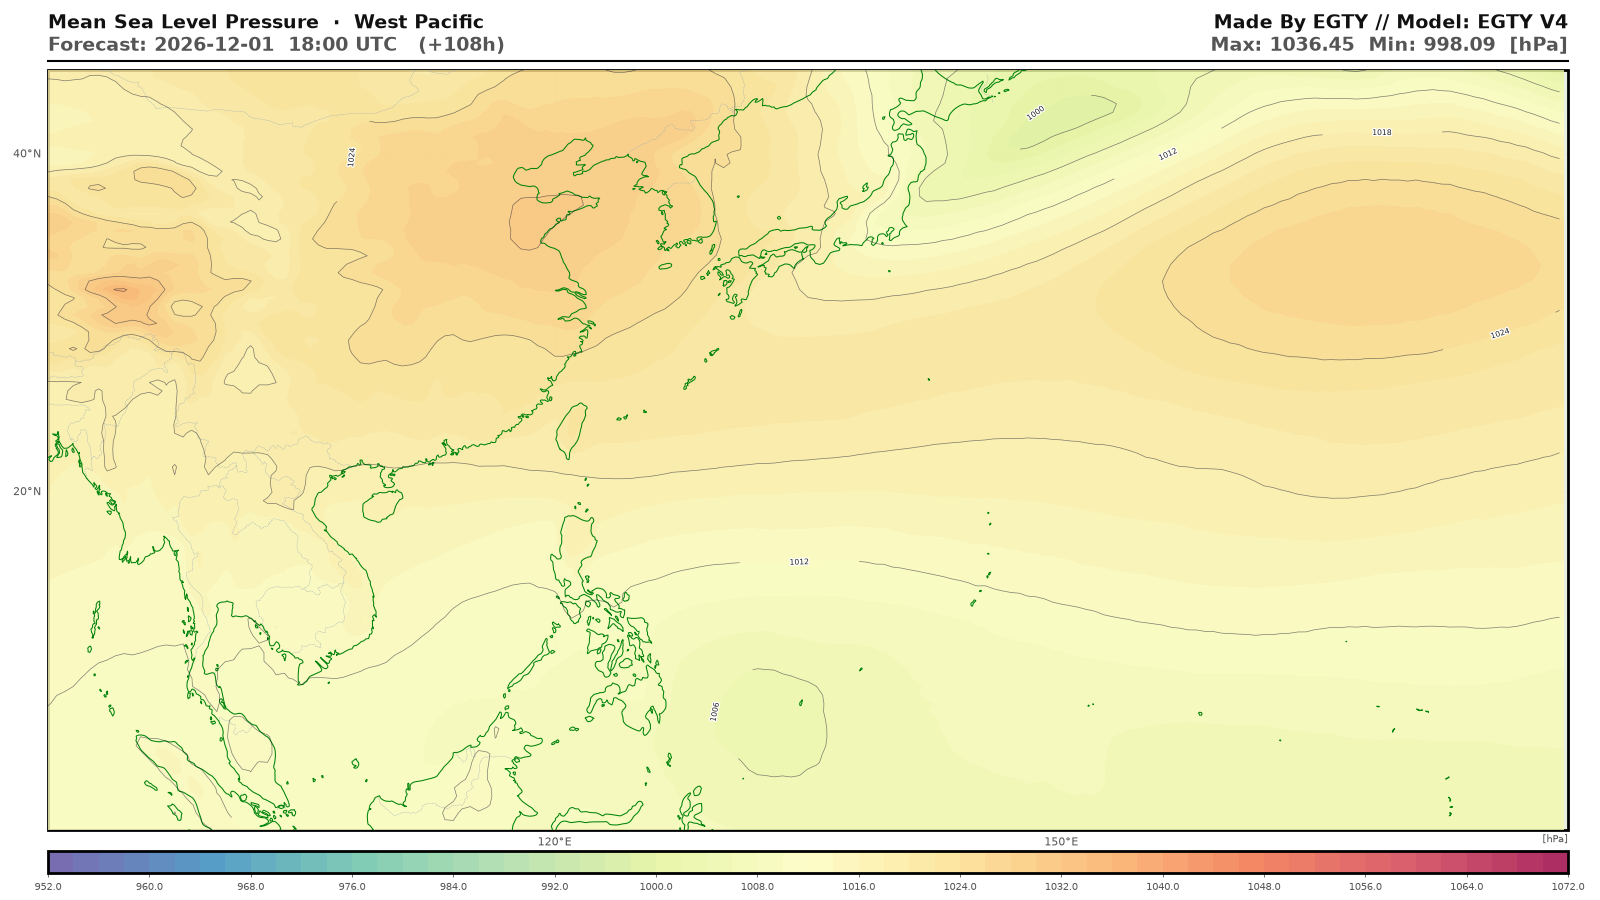 Mean Sea Level Pressure · West Pacific
Made By EGTY // Model: EGTY V4
Forecast: 2026-12-01 18:00 UTC (+108h)
Max: 1036.45 Min: 998.09 [hPa]
1000
1018
40°N
1024
1012
1024
20°N
1012
1006
120°E
150°E
[hPa]
952.0 960.0 968.0 976.0 984.0 992.0 1000.0 1008.0 1016.0 1024.0 1032.0 1040.0 1048.0 1056.0 1064.0 1072.0